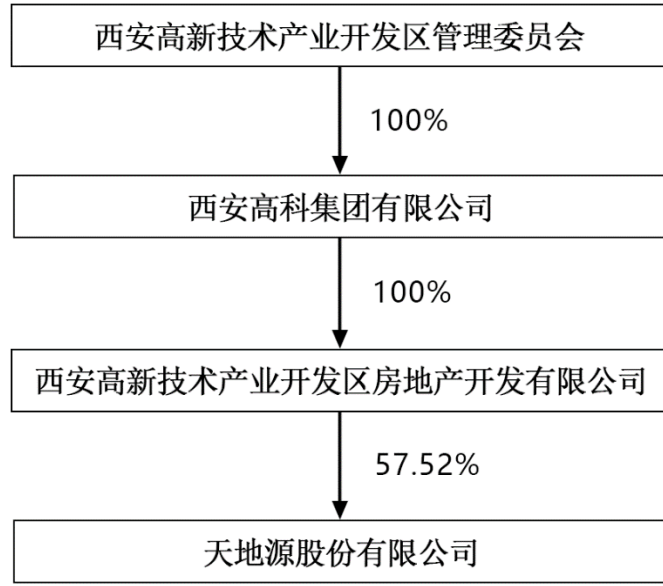 西安高新技术产业开发区管理委员会
100%
西安高科集团有限公司
100%
西安高新技术产业开发区房地产开发有限公司
57.52%
天地源股份有限公司